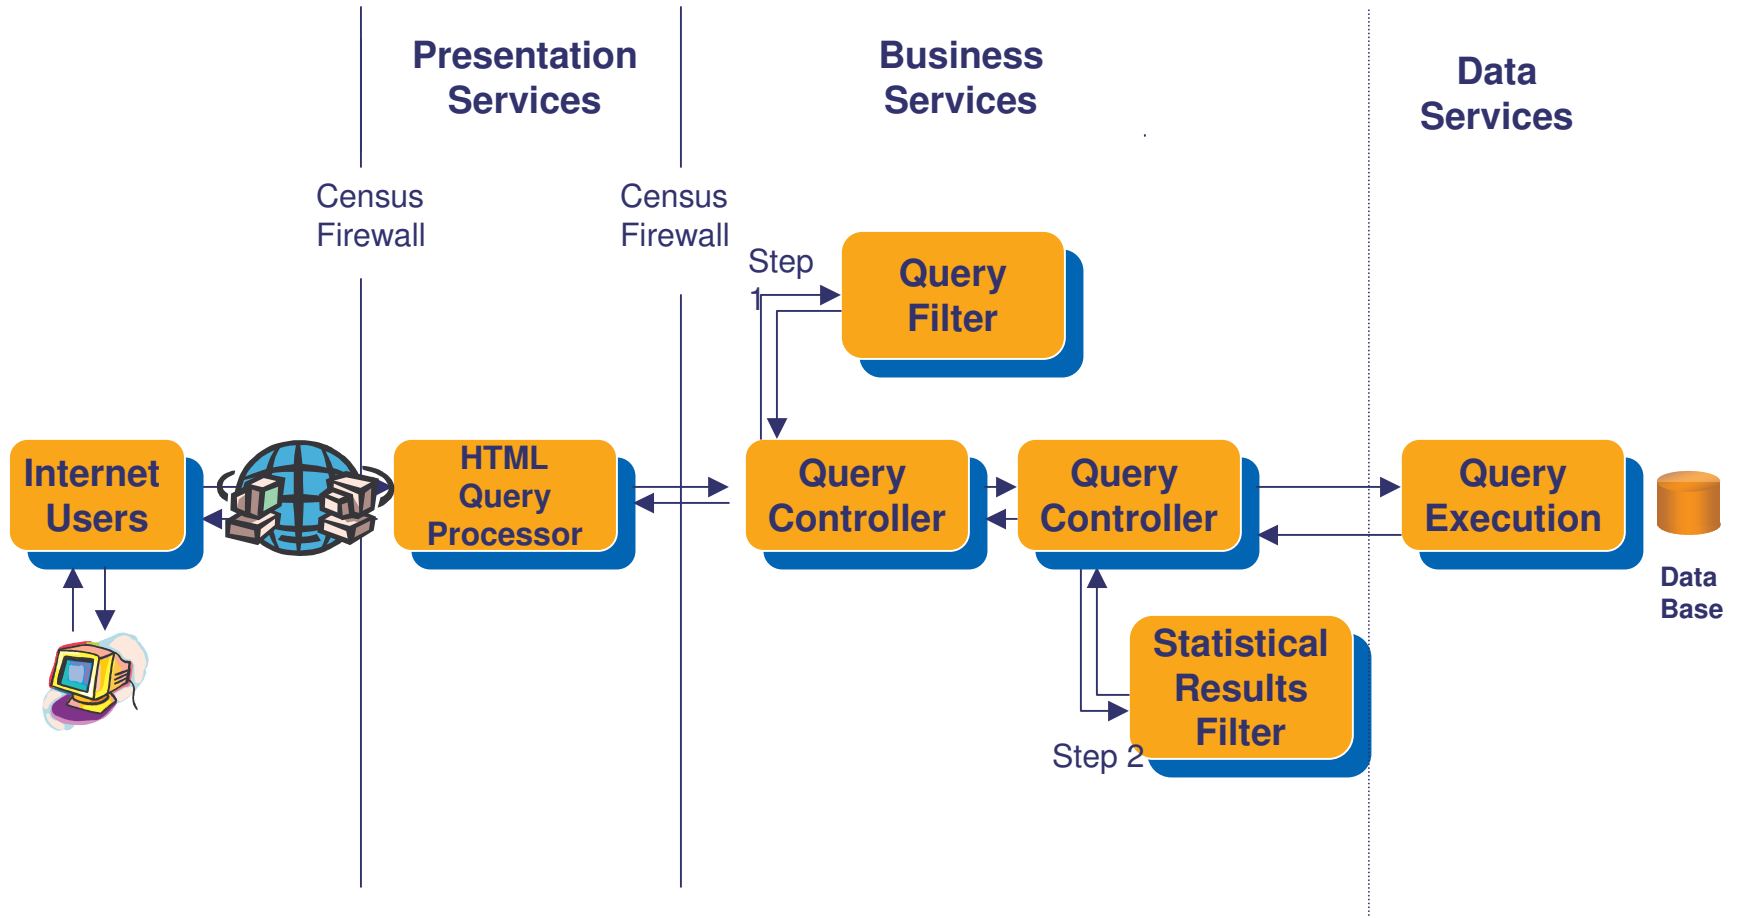 Presentation
Services
Business
Services
Data
Services
Census
Firewall
Census
Firewall
Step
1
Query
Filter
Internet
Users
HTML
Query
Processor
Query
Controller
Query
Controller
Query
Execution
Data
Base
Statistical
Results
Filter
Step 2